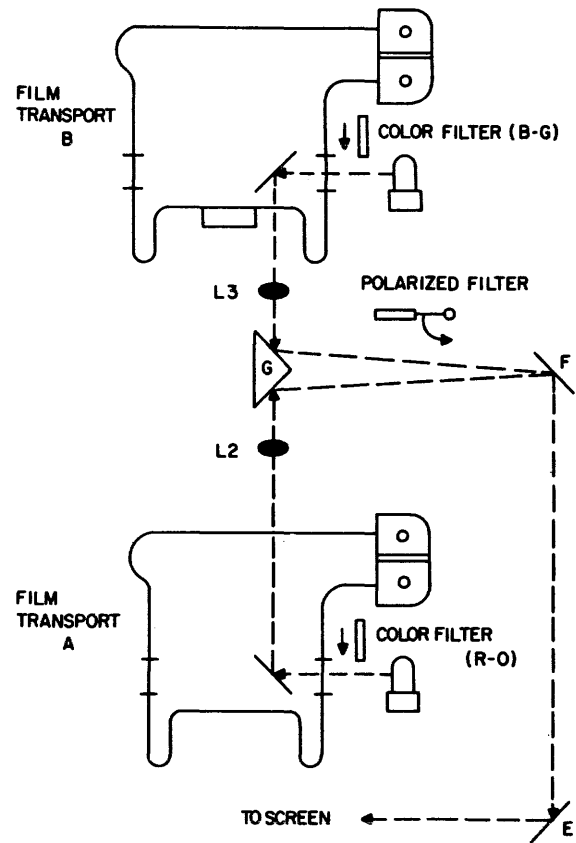 FILM
TRANSPORT
B
COLOR FILTER (B-G)
L3
POLARIZED FILTER
G
F
L2
FILM
TRANSPORT
A
COLOR FILTER
(R-O)
TO SCREEN
E